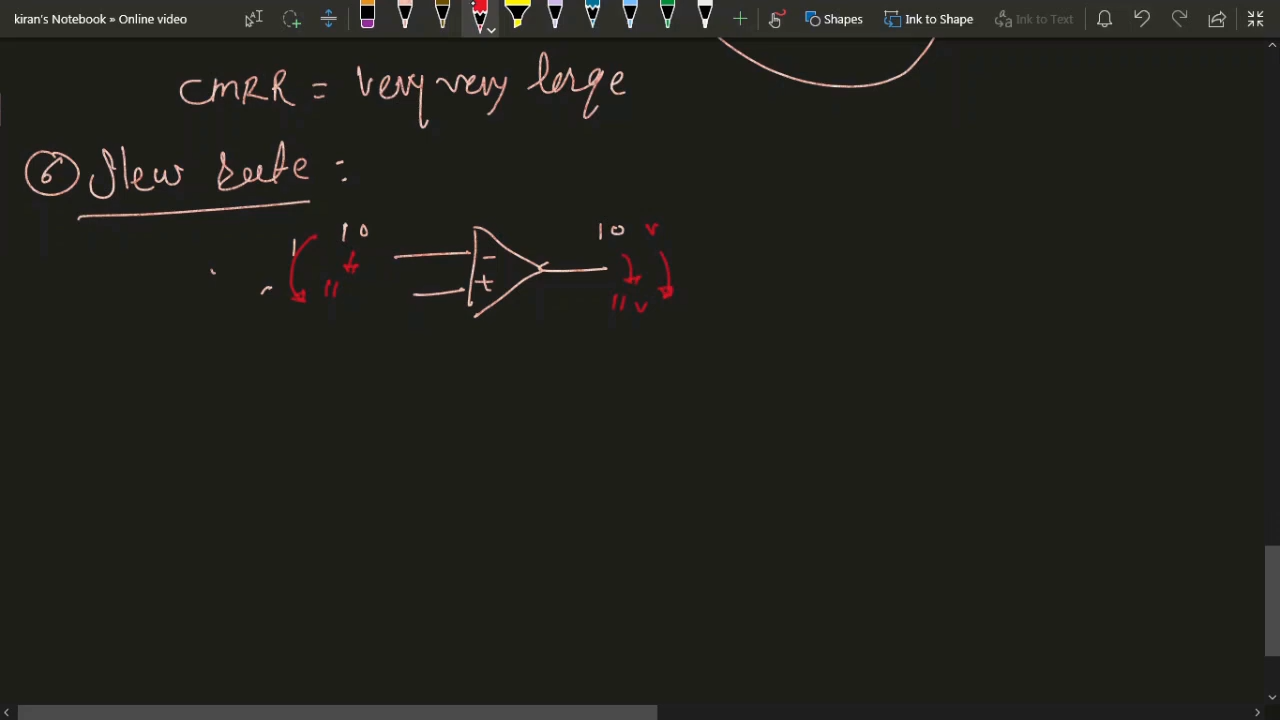 kiran's Notebook » Online video
Shapes
Ink to Shape
Ink to Text
CMRR = very very large
6 Slew rate :
1 10 10 v
- 
+
11 11 v